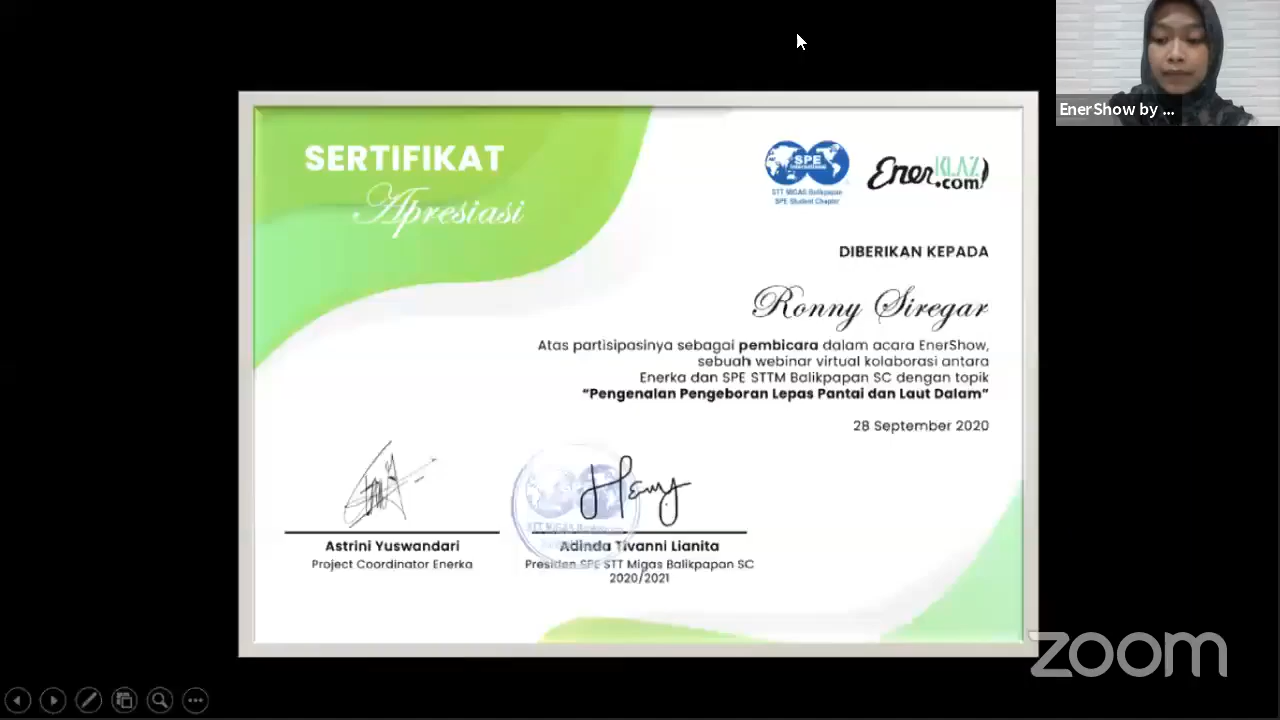 EnerShow by ...
SERTIFIKAT
Apresiasi
SPE
International
STT MIGAS Balikpapan
SPE Student Chapter
EnerKLAZ
.com
DIBERIKAN KEPADA
Ronny Siregar
Atas partisipasinya sebagai pembicara dalam acara EnerShow,
sebuah webinar virtual kolaborasi antara
Enerka dan SPE STTM Balikpapan SC dengan topik
“Pengenalan Pengeboran Lepas Pantai dan Laut Dalam”
28 September 2020
Astrini Yuswandari
Project Coordinator Enerka
Adinda Tivanni Lianita
Presiden SPE STT Migas Balikpapan SC
2020/2021
zoom